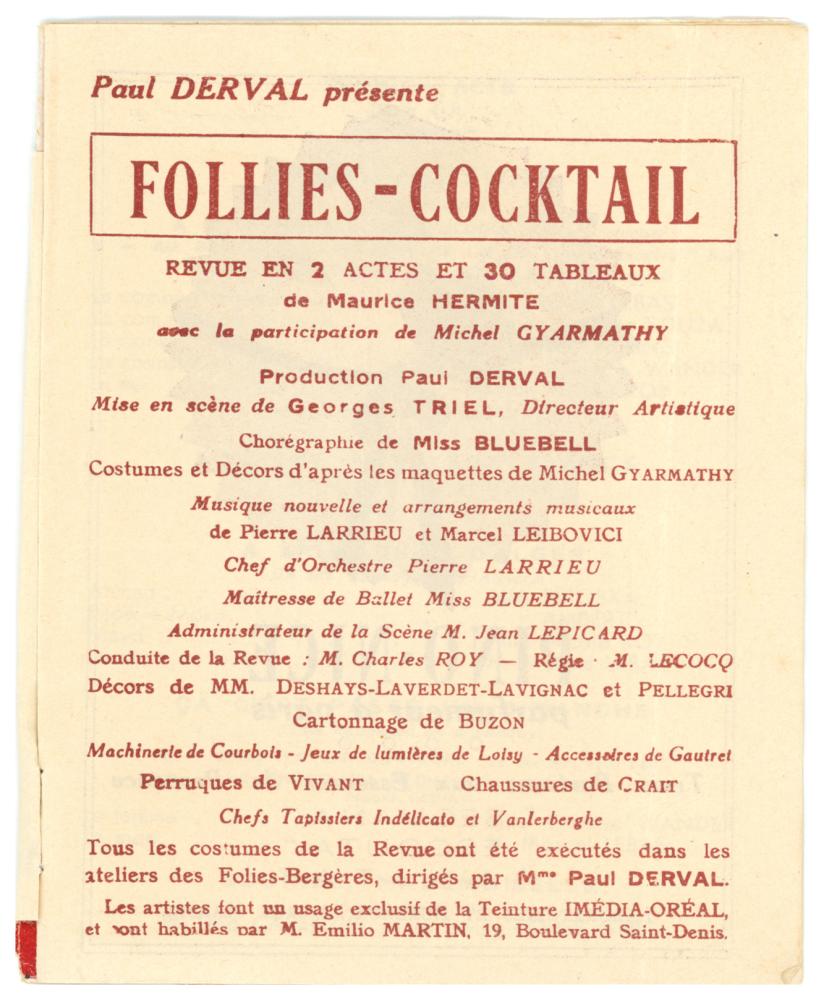 Paul DERVAL présente
FOLLIES-COCKTAIL
REVUE EN 2 ACTES ET 30 TABLEAUX
de Maurice HERMITE
avec la participation de Michel GYARMATHY
Production Paul DERVAL
Mise en scène de Georges TRIEL, Directeur Artistique
Chorégraphie de Miss BLUEBELL
Costumes et Décors d'après les maquettes de Michel GYARMATHY
Musique nouvelle et arrangements musicaux
de Pierre LARRIEU et Marcel LEIBOVICI
Chef d'Orchestre Pierre LARRIEU
Maîtresse de Ballet Miss BLUEBELL
Administrateur de la Scène M. Jean LEPICARD
Conduite de la Revue : M. Charles ROY — Régie · M. LECOCQ
Décors de MM. DESHAYS-LAVERDET-LAVIGNAC et PELLEGRI
Cartonnage de BUZON
Machinerie de Courbois - Jeux de lumières de Loisy - Accessoires de Gautret
Perruques de VIVANT Chaussures de CRAIT
Chefs Tapissiers Indélicato et Vanlerberghe
Tous les costumes de la Revue ont été exécutés dans les
ateliers des Folies-Bergères, dirigés par Mme Paul DERVAL.
Les artistes font un usage exclusif de la Teinture IMÉDIA-ORÉAL,
et sont habillés par M. Emilio MARTIN, 19, Boulevard Saint-Denis.